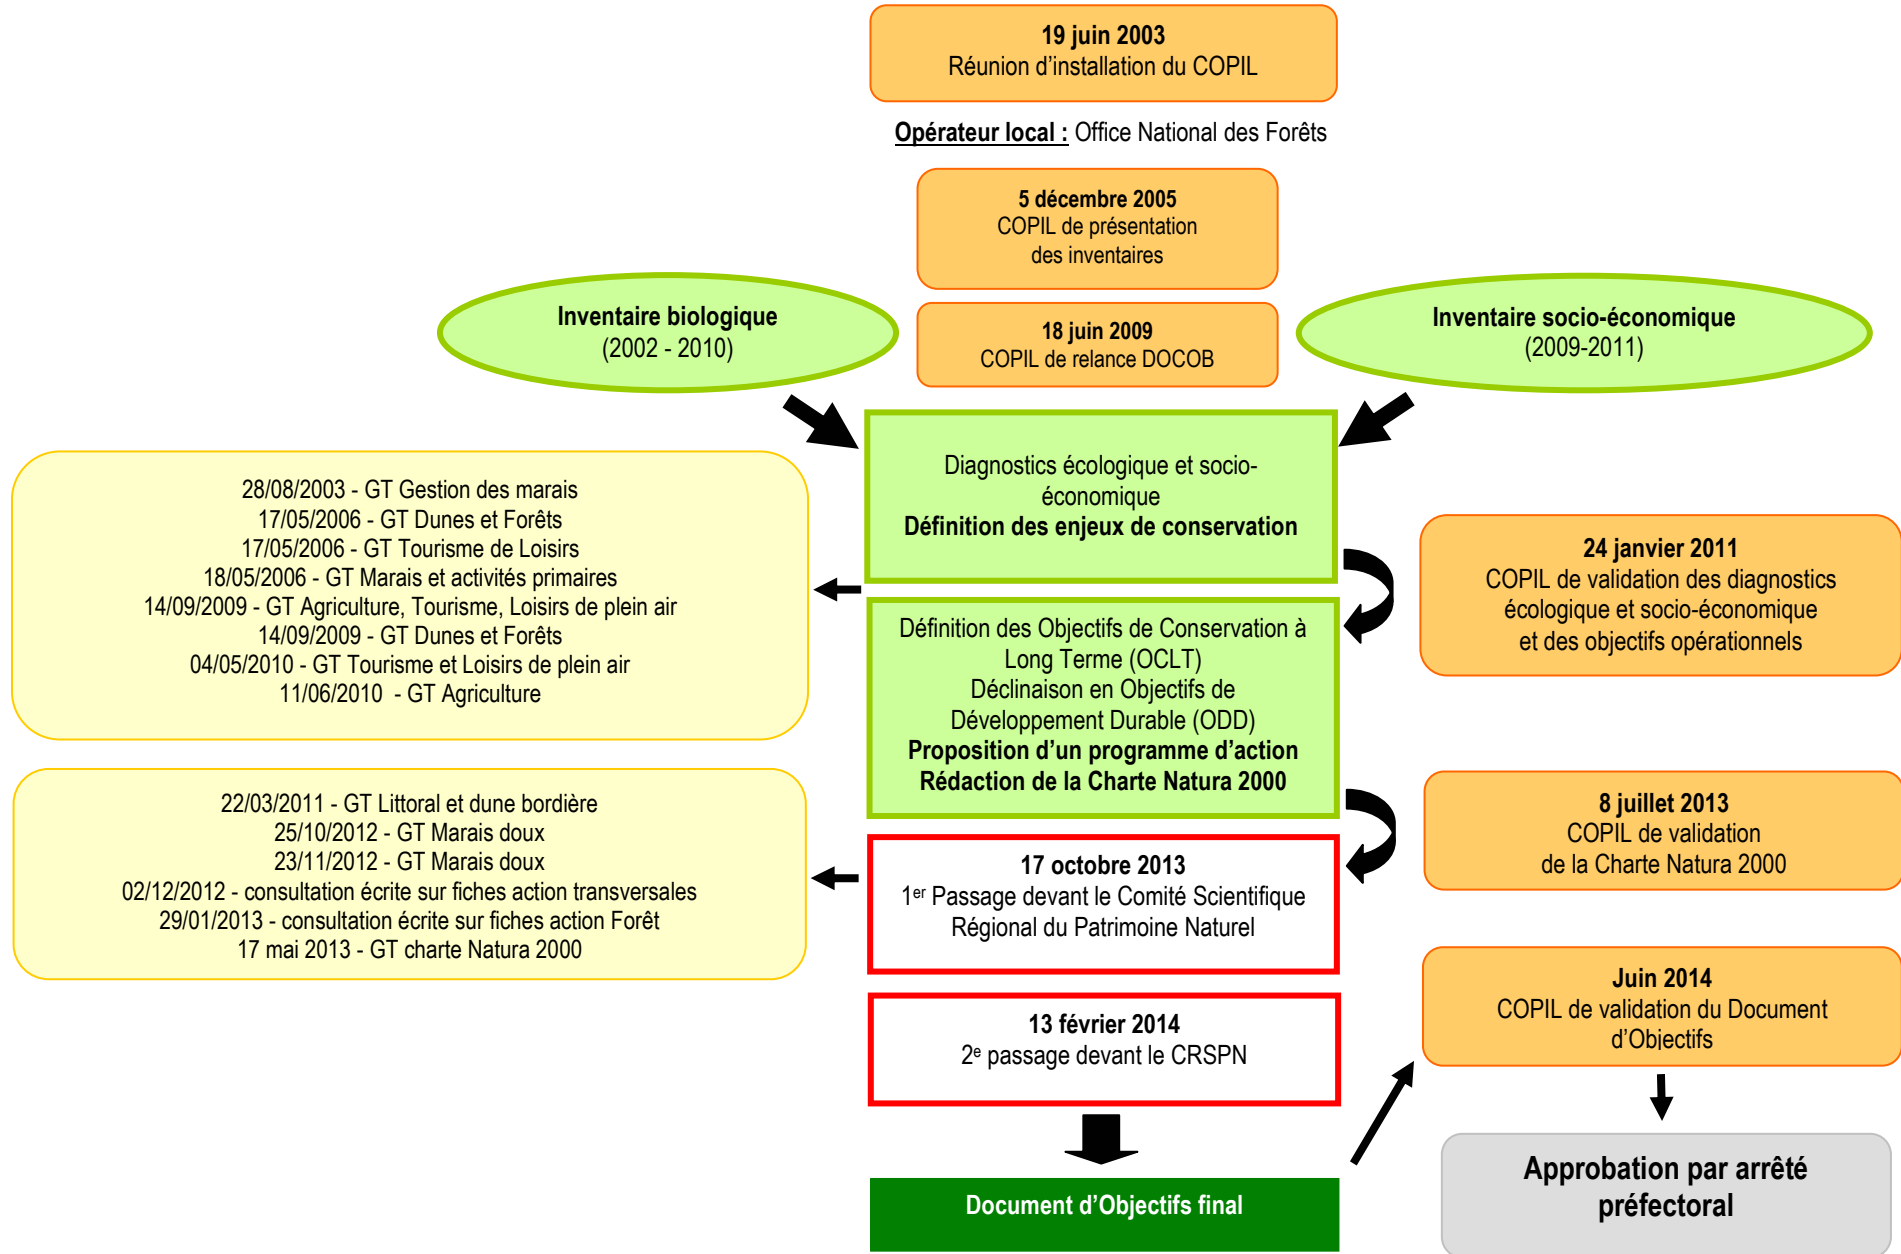 19 juin 2003
Réunion d’installation du COPIL
Opérateur local : Office National des Forêts
5 décembre 2005
COPIL de présentation
des inventaires
Inventaire biologique
(2002 - 2010)
18 juin 2009
COPIL de relance DOCOB
Inventaire socio-économique
(2009-2011)
Diagnostics écologique et socio-
économique
Définition des enjeux de conservation
28/08/2003 - GT Gestion des marais
17/05/2006 - GT Dunes et Forêts
17/05/2006 - GT Tourisme de Loisirs
18/05/2006 - GT Marais et activités primaires
14/09/2009 - GT Agriculture, Tourisme, Loisirs de plein air
14/09/2009 - GT Dunes et Forêts
04/05/2010 - GT Tourisme et Loisirs de plein air
11/06/2010 - GT Agriculture
24 janvier 2011
COPIL de validation des diagnostics
écologique et socio-économique
et des objectifs opérationnels
Définition des Objectifs de Conservation à
Long Terme (OCLT)
Déclinaison en Objectifs de
Développement Durable (ODD)
Proposition d’un programme d’action
Rédaction de la Charte Natura 2000
22/03/2011 - GT Littoral et dune bordière
25/10/2012 - GT Marais doux
23/11/2012 - GT Marais doux
02/12/2012 - consultation écrite sur fiches action transversales
29/01/2013 - consultation écrite sur fiches action Forêt
17 mai 2013 - GT charte Natura 2000
8 juillet 2013
COPIL de validation
de la Charte Natura 2000
17 octobre 2013
1er Passage devant le Comité Scientifique
Régional du Patrimoine Naturel
13 février 2014
2e passage devant le CRSPN
Juin 2014
COPIL de validation du Document
d’Objectifs
Document d’Objectifs final
Approbation par arrêté
préfectoral